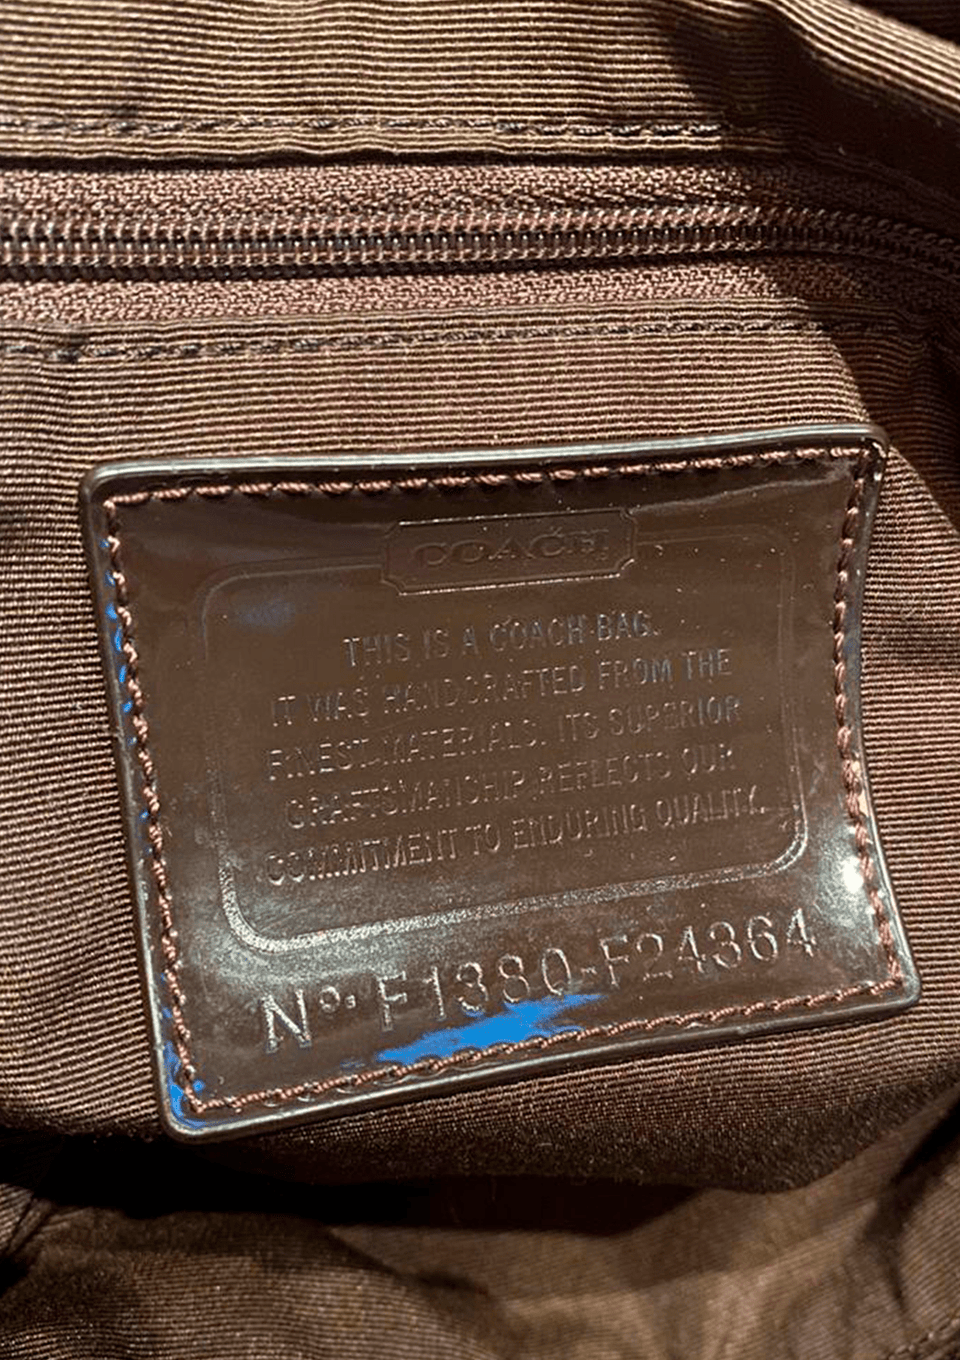 COACH
THIS IS A COACH BAG.
IT WAS HANDCRAFTED FROM THE
FINEST MATERIALS. ITS SUPERIOR
CRAFTSMANSHIP REFLECTS OUR
COMMITMENT TO ENDURING QUALITY.
Nº. F1380-F24364